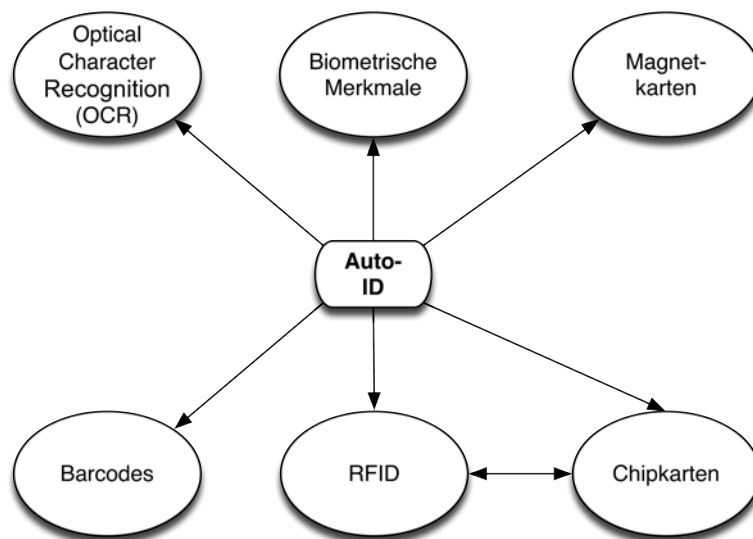 Optical
Character
Recognition
(OCR)
Biometrische
Merkmale
Magnet-
karten
Auto-
ID
Barcodes
RFID
Chipkarten